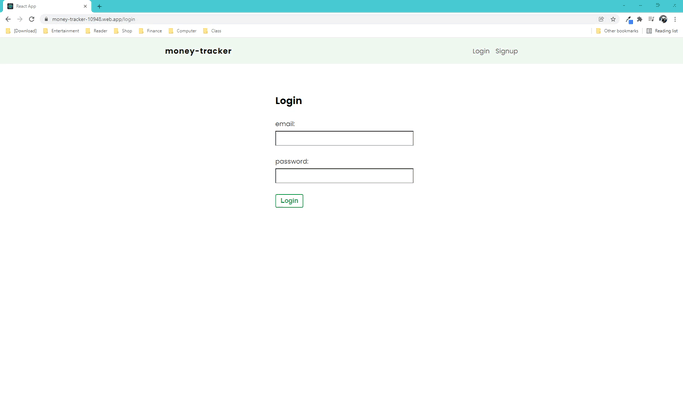 React App
money-tracker-10948.web.app/login
[Download] Entertainment Reader Shop Finance Computer Class Other bookmarks Reading list
money-tracker Login Signup
Login
email:
password:
Login